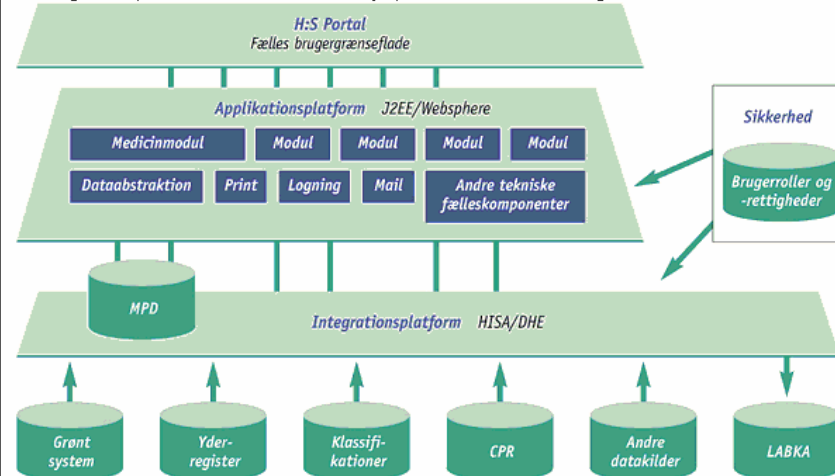 H:S Portal
Fælles brugergrænseflade
Applikationsplatform J2EE/Websphere
Medicinmodul
Modul
Modul
Modul
Modul
Dataabstraktion
Print
Logning
Mail
Andre tekniske
fælleskomponenter
Sikkerhed
Brugerroller og
-rettigheder
MPD
Integrationsplatform HISA/DHE
Grønt
system
Yder-
register
Klassifi-
kationer
CPR
Andre
datakilder
LABKA